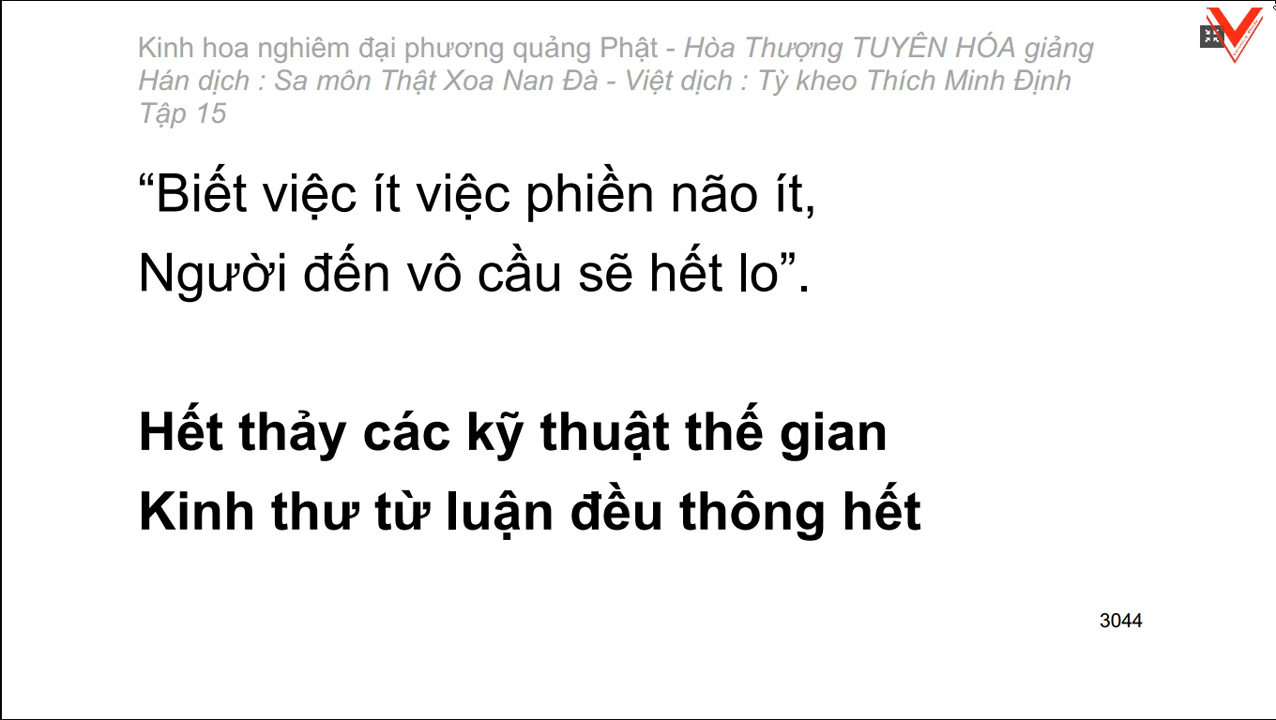 Kinh hoa nghiêm đại phương quảng Phật - Hòa Thượng TUYÊN HÓA giảng
Hán dịch : Sa môn Thật Xoa Nan Đà - Việt dịch : Tỳ kheo Thích Minh Định
Tập 15
“Biết việc ít việc phiền não ít,
Người đến vô cầu sẽ hết lo”.
Hết thảy các kỹ thuật thế gian
Kinh thư từ luận đều thông hết
3044